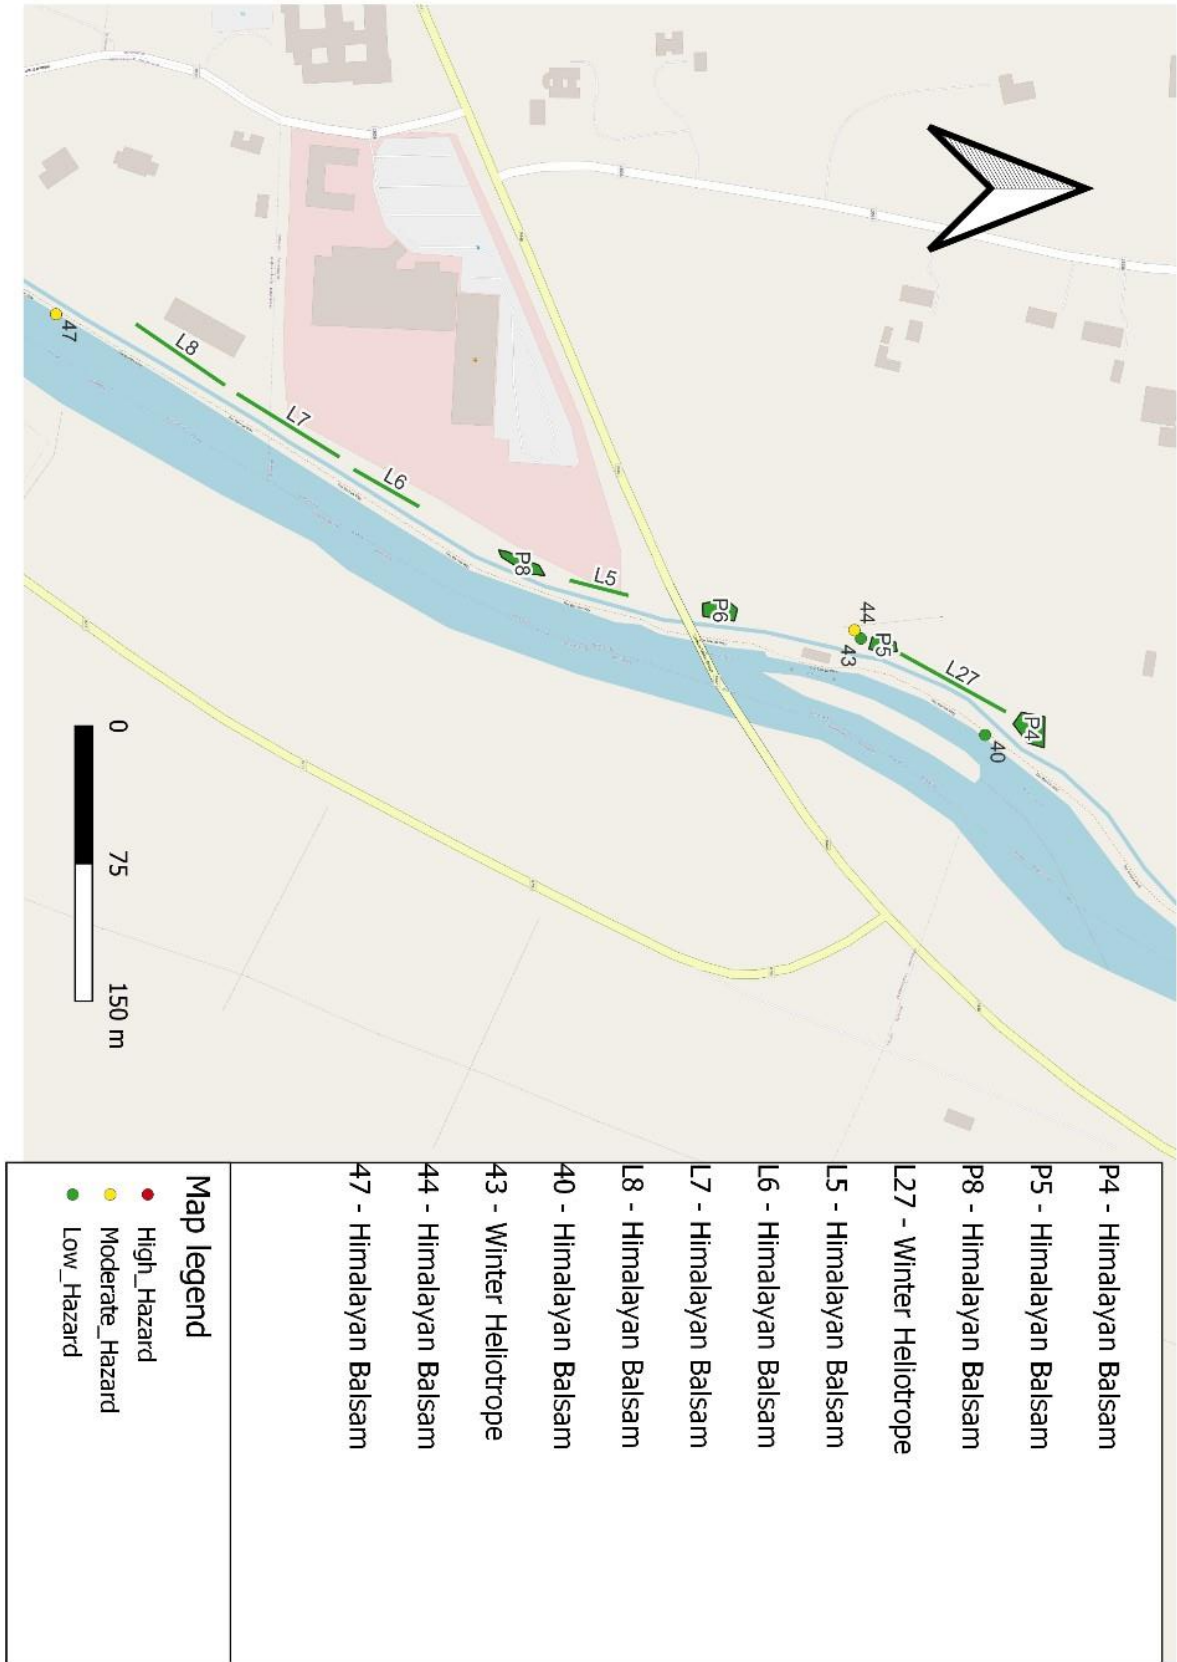 P4 - Himalayan Balsam
P5 - Himalayan Balsam
P8 - Himalayan Balsam
L27 - Winter Heliotrope
L5 - Himalayan Balsam
L6 - Himalayan Balsam
L7 - Himalayan Balsam
L8 - Himalayan Balsam
40 - Himalayan Balsam
43 - Winter Heliotrope
44 - Himalayan Balsam
47 - Himalayan Balsam
Map legend
High_Hazard
Moderate_Hazard
Low_Hazard
P4
40
L27
P5
44
43
P6
L5
P8
L6
L7
L8
47
0
75
150 m